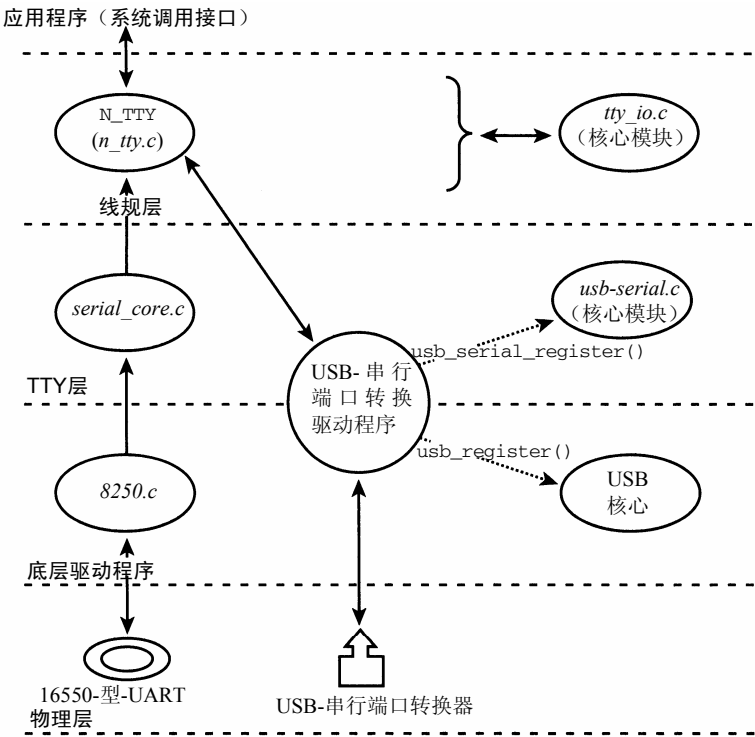 应用程序（系统调用接口）
N_TTY
(n_tty.c)
tty_io.c
（核心模块）
线规层
serial_core.c
usb-serial.c
（核心模块）
usb_serial_register()
USB-串行
端口转换
驱动程序
TTY层
usb_register()
8250.c
USB
核心
底层驱动程序
16550-型-UART
USB-串行端口转换器
物理层